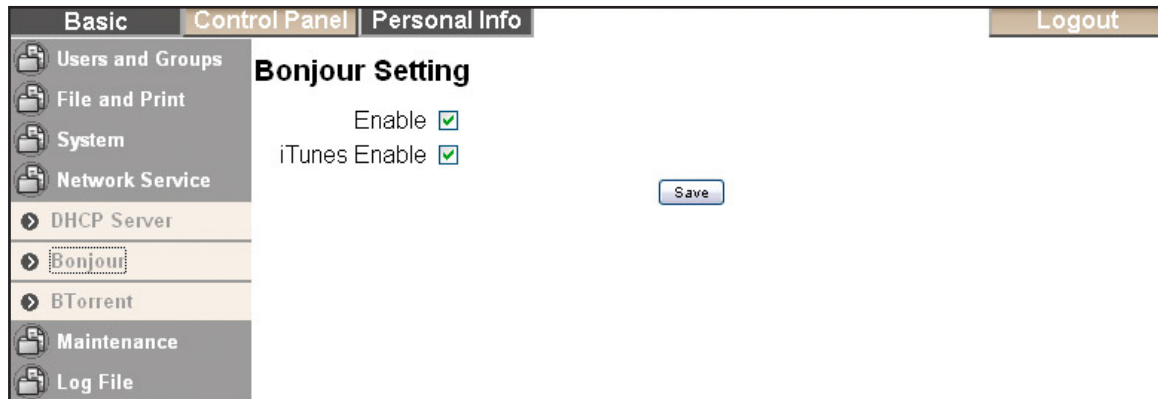 Basic Control Panel Personal Info Logout
Users and Groups
File and Print
System
Network Service
DHCP Server
Bonjour
BTorrent
Maintenance
Log File
Bonjour Setting
Enable
iTunes Enable
Save